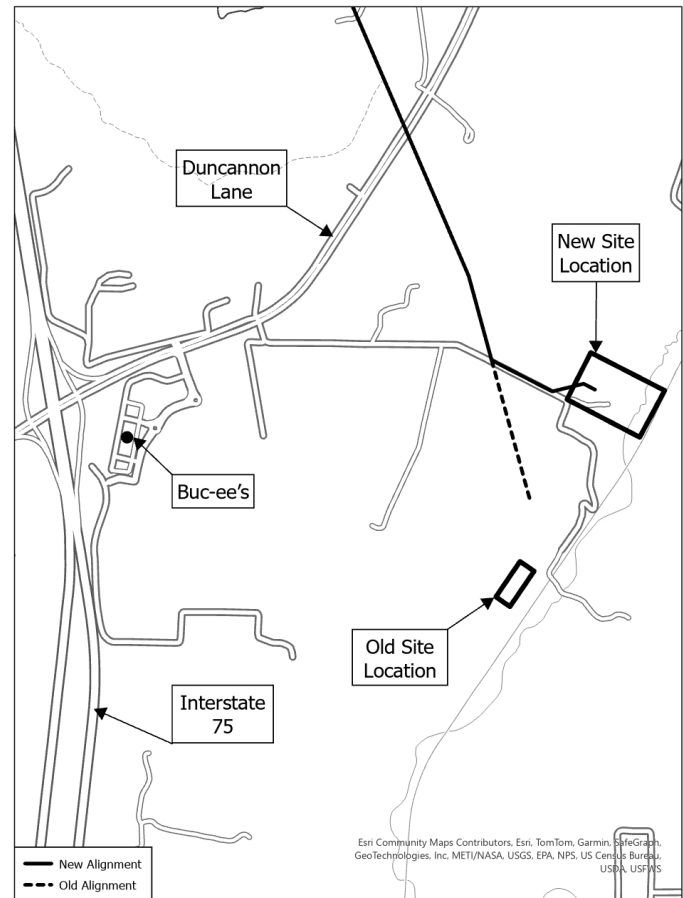 Duncannon
Lane
New Site
Location
Buc-ee's
Old Site
Location
Interstate
75
Esri Community Maps Contributors, Esri, TomTom, Garmin, SafeGraph,
GeoTechnologies, Inc, METI/NASA, USGS, EPA, NPS, US Census Bureau,
USDA, USFWS
New Alignment
Old Alignment